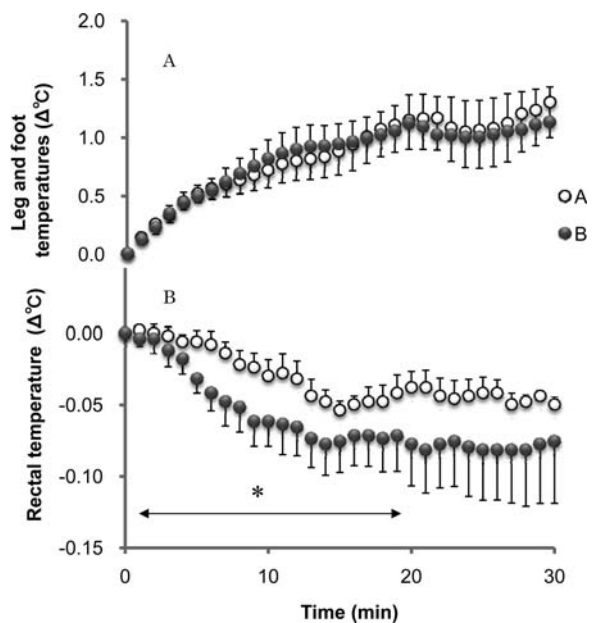 2.0
1.5
1.0
0.5
0.0
Leg and foot
temperatures (Δ℃)
A
A
B
B
0.00
-0.05
-0.10
-0.15
Rectal temperature (Δ℃)
*
0
10
20
30
Time (min)